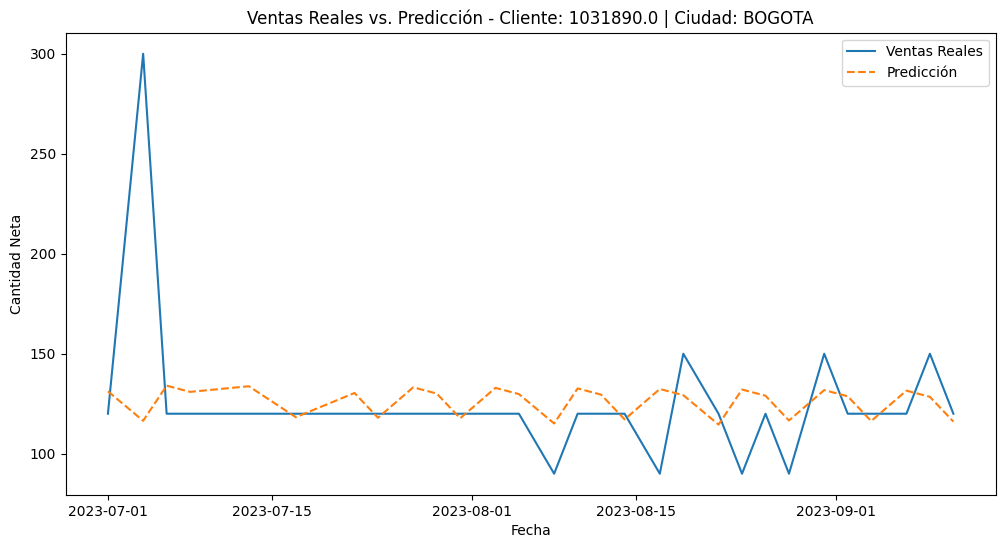 Ventas Reales vs. Predicción - Cliente: 1031890.0 | Ciudad: BOGOTA
Ventas Reales
Predicción
300
250
200
150
100
Cantidad Neta
2023-07-01
2023-07-15
2023-08-01
2023-08-15
2023-09-01
Fecha